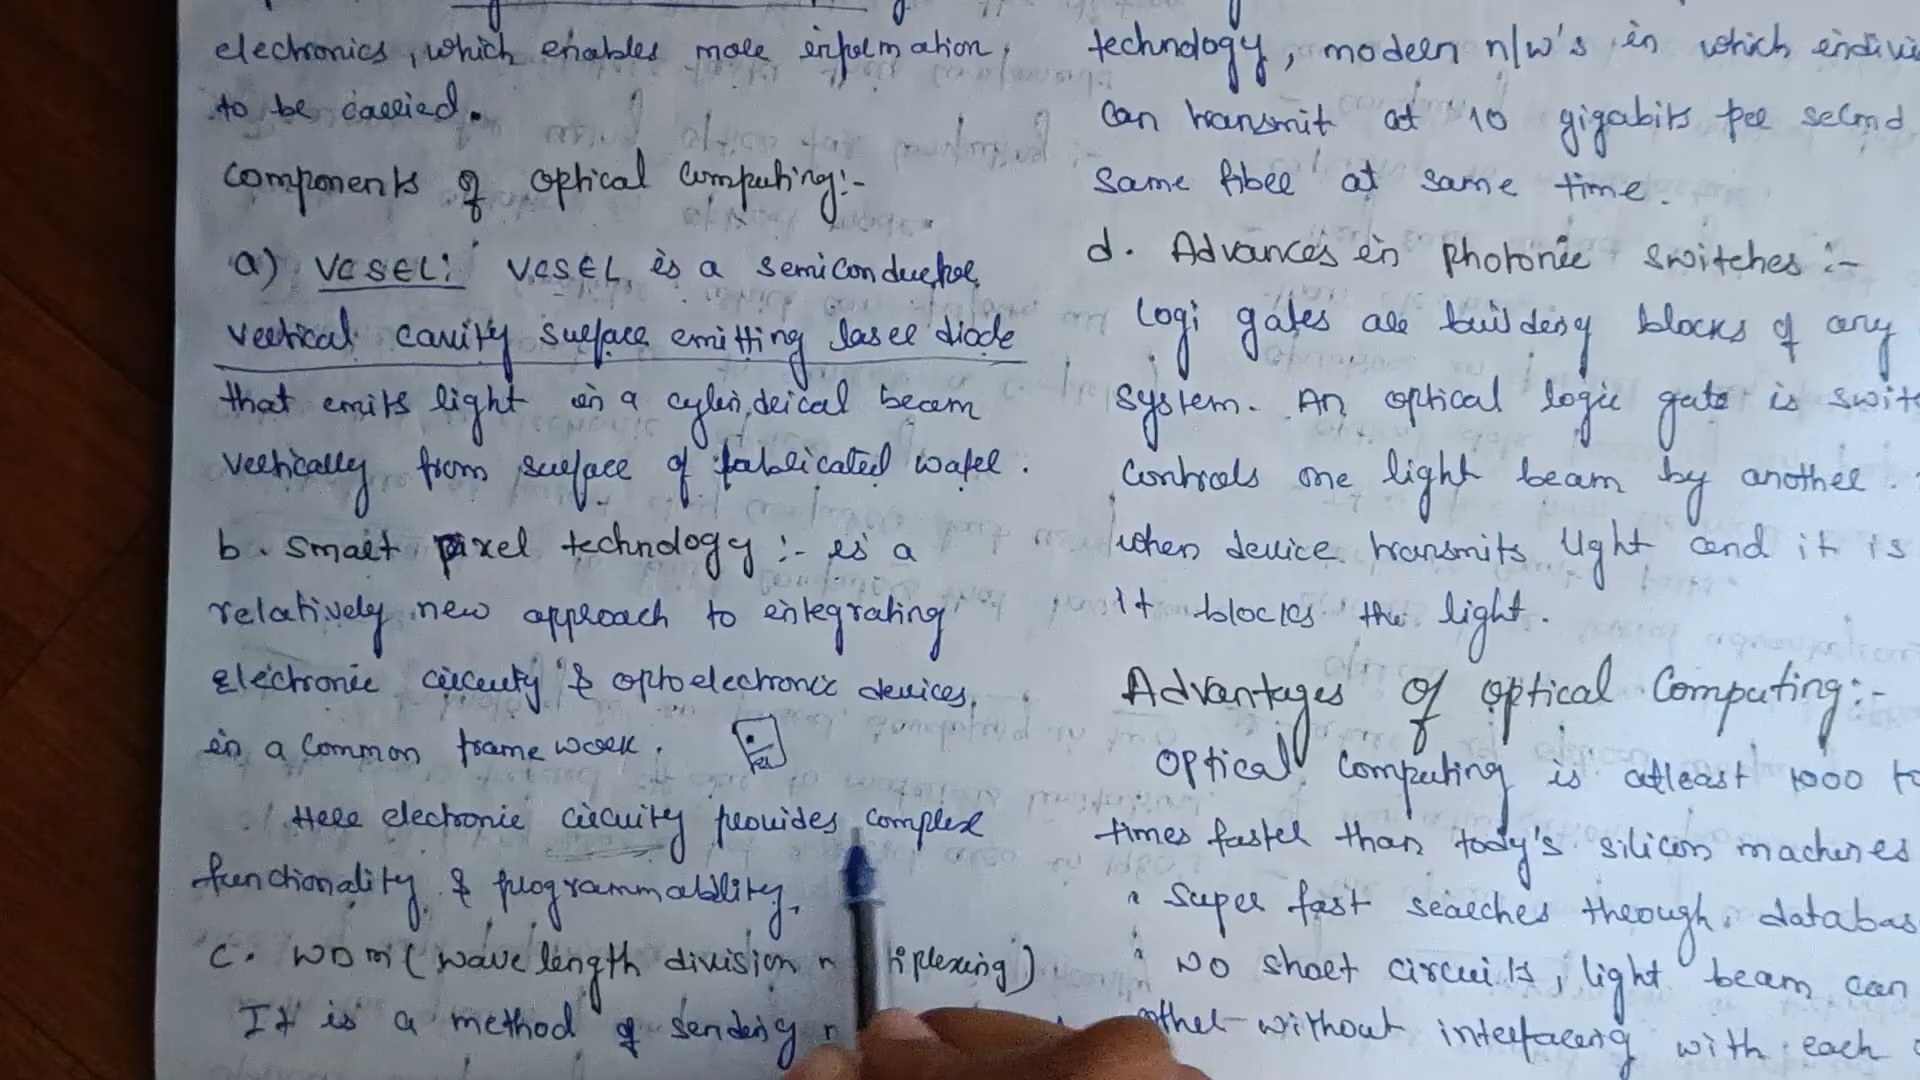 electronics, which enables more information,
to be carried.
components of optical computing:-
a) VCSEL: VCSEL is a semiconductor
vertical cavity surface emitting laser diode
that emits light in a cylindrical beam
vertically from surface of fabricated wafer.
b. smart pixel technology :- is a
relatively new approach to integrating
electronic circuity & optoelectronic devices
in a common frame work.
Here electronic circuity provides complex
functionality & programmability.
c. WDM (wave length division
It is a method of sending
technology, modern n/w's in which
can transmit at 10 gigabits per second
same fiber at same time.
d. Advances in photonic switches :-
logi gates are building blocks of any
system. An optical logic gate is
controls one light beam by another.
when device transmits light and it is
it blocks the light.
Advantages of optical Computing:-
optical computing is atleast 1000 to
times faster than tody's silicon machines
super fast searches through
NO short circuits, light beam can
without interfacing with each